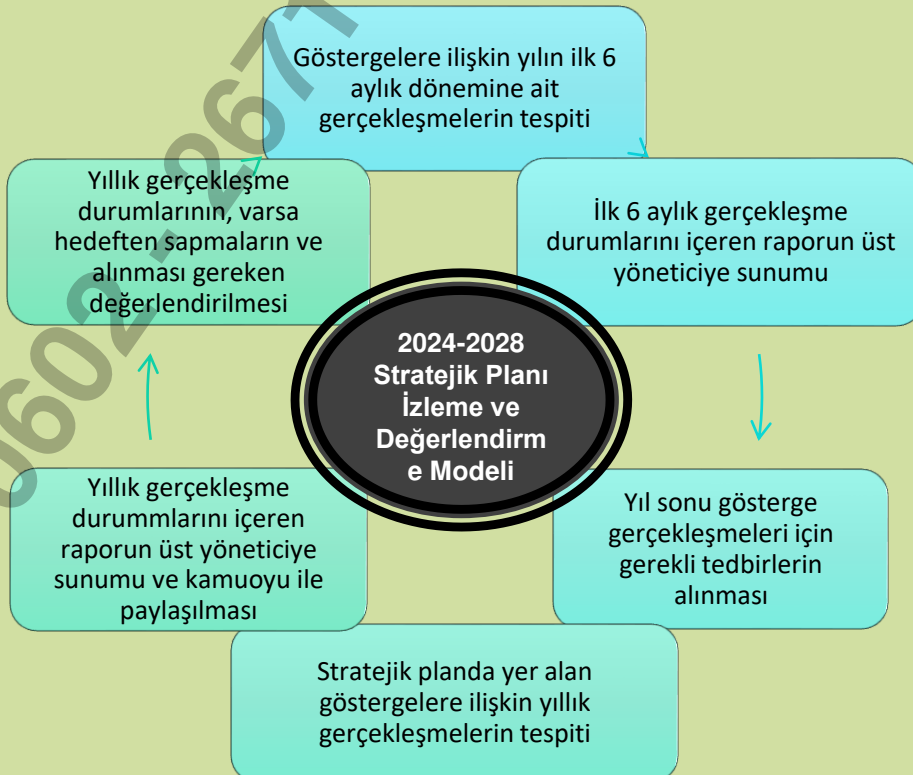 Göstergelere ilişkin yılın ilk 6
aylık dönemine ait
gerçekleşmelerin tespiti
İlk 6 aylık gerçekleşme
durumlarını içeren raporun üst
yöneticiye sunumu
Yıl sonu gösterge
gerçekleşmeleri için
gerekli tedbirlerin
alınması
Stratejik planda yer alan
göstergelere ilişkin yıllık
gerçekleşmelerin tespiti
Yıllık gerçekleşme
durummlarını içeren
raporun üst yöneticiye
sunumu ve kamuoyu ile
paylaşılması
Yıllık gerçekleşme
durumlarının, varsa
hedeften sapmaların ve
alınması gereken
değerlendirilmesi
2024-2028
Stratejik Planı
İzleme ve
Değerlendirm
e Modeli
0602 - 2671